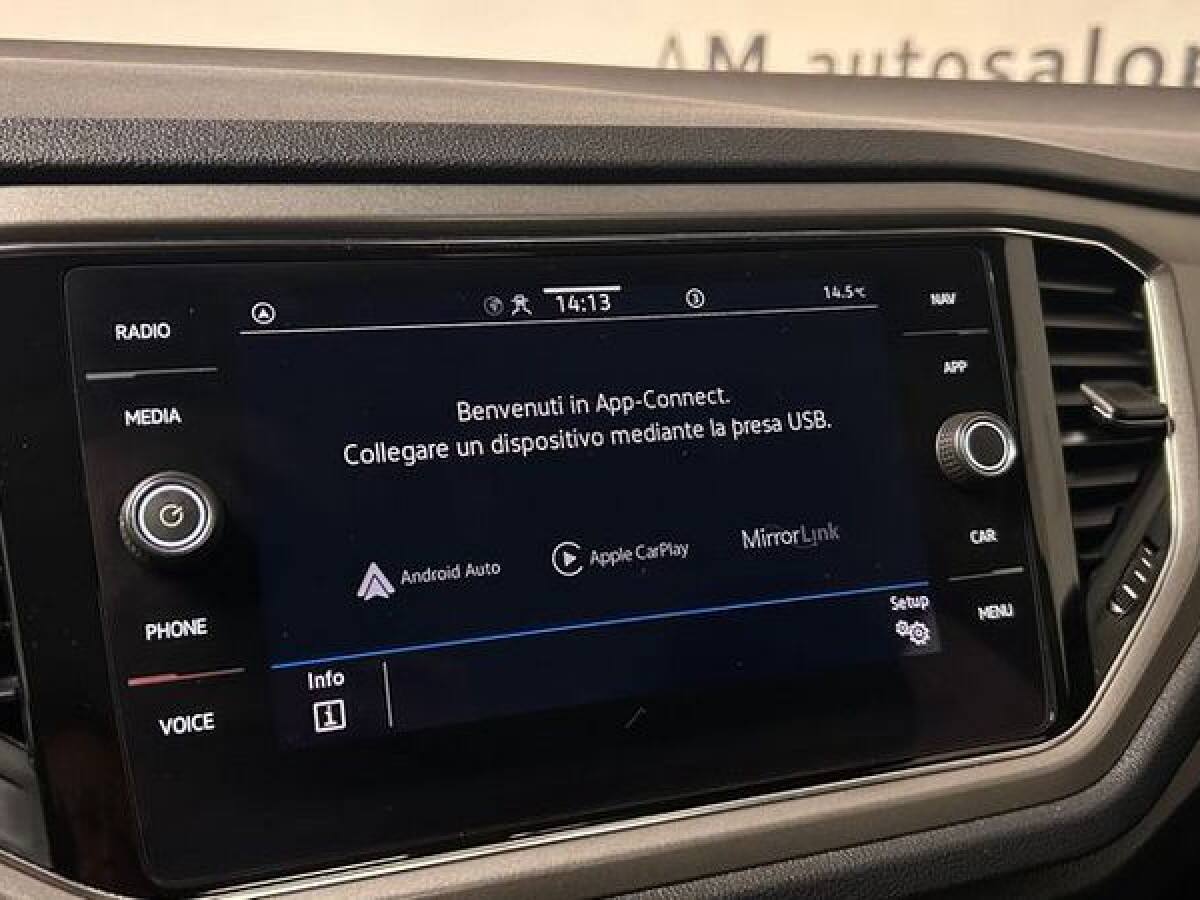 AM autosalon
RADIO
MEDIA
PHONE
VOICE
14:13
3
14.5°C
Benvenuti in App-Connect.
Collegare un dispositivo mediante la presa USB.
Android Auto
Apple CarPlay
MirrorLink
Info
i
Setup
NAV
APP
CAR
MENU